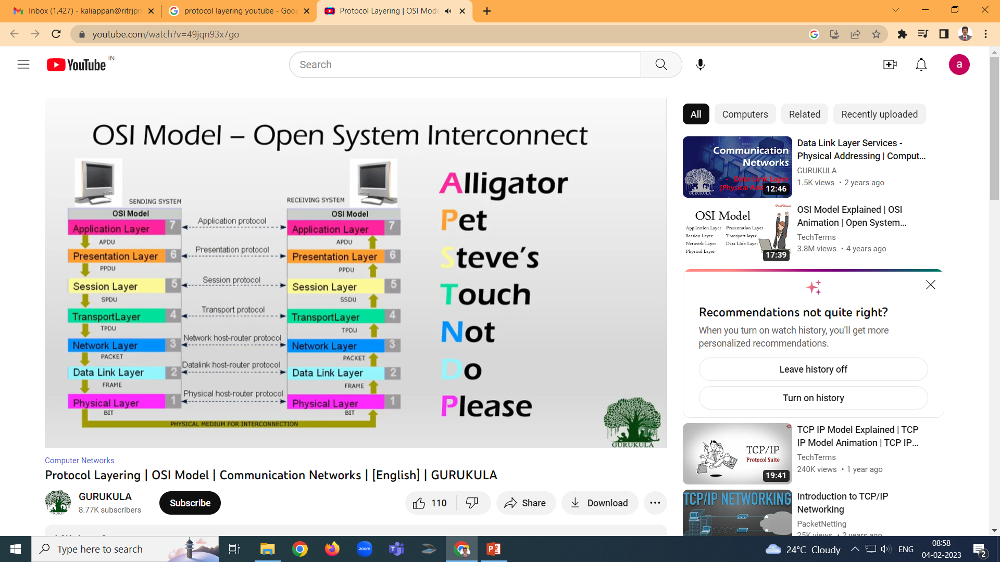 Inbox (1,427) - kaliappan@ritrjpm
protocol layering youtube - Goog
Protocol Layering | OSI Mode
youtube.com/watch?v=49jqn93x7go
YouTube IN
Search
a
OSI Model – Open System Interconnect
SENDING SYSTEM
RECEIVING SYSTEM
OSI Model
OSI Model
Application Layer 7
Application protocol
Application Layer 7
APDU
APDU
Presentation Layer 6
Presentation protocol
Presentation Layer 6
PPDU
PPDU
Session Layer 5
Session protocol
Session Layer 5
SPDU
SSDU
TransportLayer 4
Transport protocol
TransportLayer 4
TPDU
TPDU
Network Layer 3
Network host-router protocol
Network Layer 3
PACKET
PACKET
Data Link Layer 2
Datalink host-router protocol
Data Link Layer 2
FRAME
FRAME
Physical Layer 1
Physical host-router protocol
Physical Layer 1
BIT
BIT
PHYSICAL MEDIUM FOR INTERCONNECTION
Alligator
Pet
Steve's
Touch
Not
Do
Please
GURUKULA
Computer Networks
Protocol Layering | OSI Model | Communication Networks | [English] | GURUKULA
GURUKULA
8.77K subscribers
Subscribe
110
Share
Download
All
Computers
Related
Recently uploaded
Communication
Networks
- Data Link Layer
[Physical Add
GURUKULA
12:46
Data Link Layer Services -
Physical Addressing | Comput...
GURUKULA
1.5K views • 2 years ago
TechTerms
OSI Model
Application Layer Presentation Layer
Session Layer Transport layer
Network Layer Data Link Layer
Physical Layer
17:39
OSI Model Explained | OSI
Animation | Open System...
TechTerms
3.8M views • 4 years ago
Recommendations not quite right?
When you turn on watch history, you'll get more
personalized recommendations.
Leave history off
Turn on history
TCP/IP
Protocol Suite
19:41
TCP IP Model Explained | TCP
IP Model Animation | TCP IP...
TechTerms
240K views • 1 year ago
TCP/IP NETWORKING
Introduction to TCP/IP
Networking
PacketNetting
25K views • 2 years ago
Type here to search
zoom
24°C Cloudy
ENG
08:58
04-02-2023
2